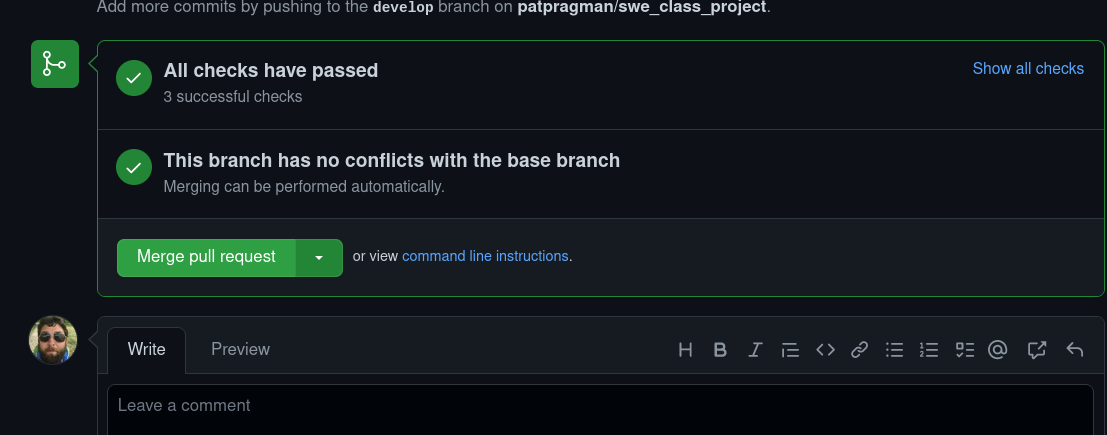 Add more commits by pushing to the develop branch on patpragman/swe_class_project.
All checks have passed
Show all checks
3 successful checks
This branch has no conflicts with the base branch
Merging can be performed automatically.
Merge pull request
or view command line instructions.
Write
Preview
Leave a comment